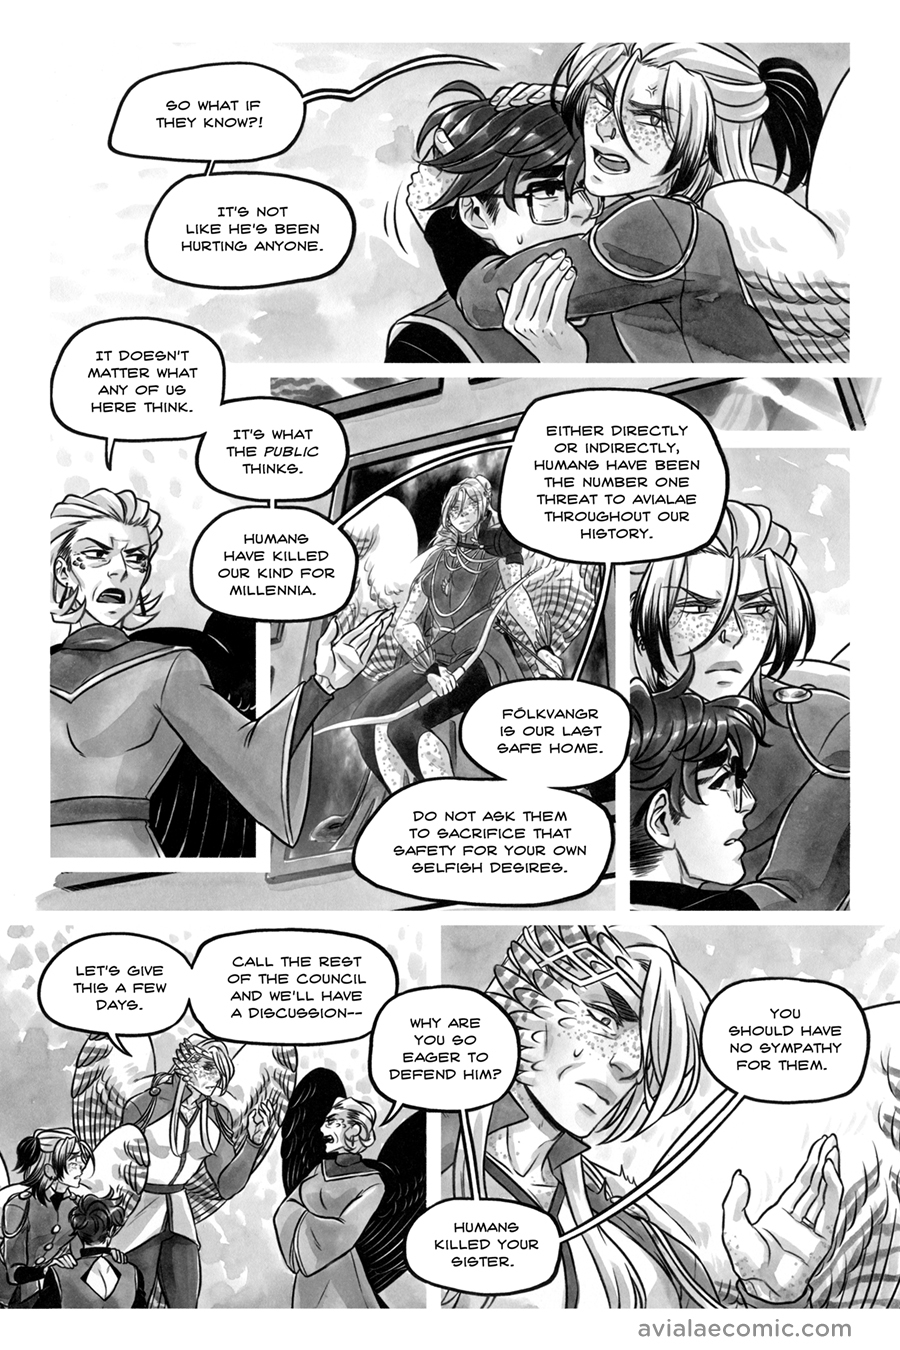 SO WHAT IF
THEY KNOW?!
IT'S NOT
LIKE HE'S BEEN
HURTING ANYONE.
IT DOESN'T
MATTER WHAT
ANY OF US
HERE THINK.
IT'S WHAT
THE PUBLIC
THINKS.
HUMANS
HAVE KILLED
OUR KIND FOR
MILLENNIA.
EITHER DIRECTLY
OR INDIRECTLY,
HUMANS HAVE BEEN
THE NUMBER ONE
THREAT TO AVIALAE
THROUGHOUT OUR
HISTORY.
FÓLKVANGR
IS OUR LAST
SAFE HOME.
DO NOT ASK THEM
TO SACRIFICE THAT
SAFETY FOR YOUR OWN
SELFISH DESIRES.
LET'S GIVE
THIS A FEW
DAYS.
CALL THE REST
OF THE COUNCIL
AND WE'LL HAVE
A DISCUSSION--
WHY ARE
YOU SO
EAGER TO
DEFEND HIM?
YOU
SHOULD HAVE
NO SYMPATHY
FOR THEM.
HUMANS
KILLED YOUR
SISTER.
avialaecomic.com